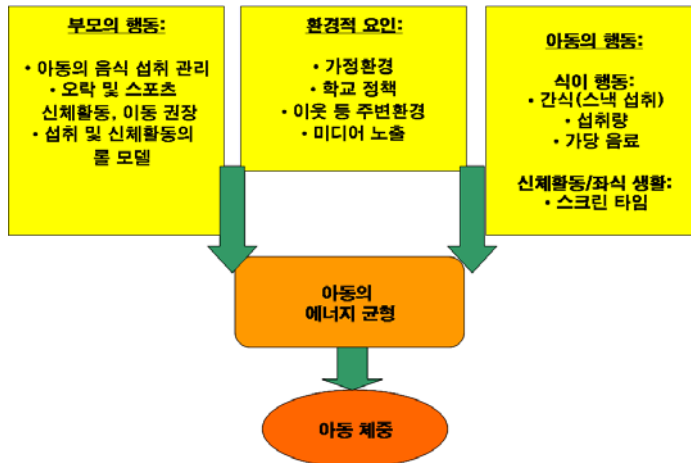 부모의 행동:
• 아동의 음식 섭취 관리
• 오락 및 스포츠
신체활동, 이동 권장
• 섭취 및 신체활동의
롤 모델
환경적 요인:
• 가정환경
• 학교 정책
• 이웃 등 주변환경
• 미디어 노출
아동의 행동:
식이 행동:
• 간식(스낵 섭취)
• 섭취량
• 가당 음료
신체활동/좌식 생활:
• 스크린 타임
아동의
에너지 균형
아동 체중